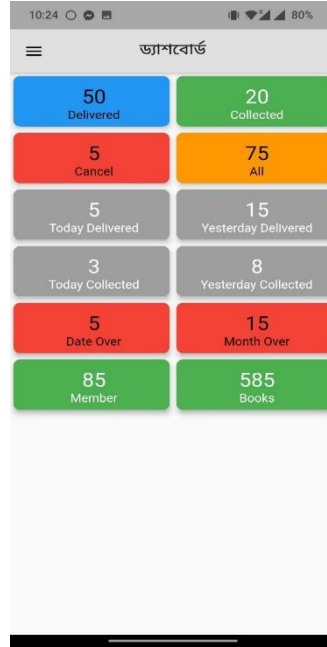 10:24 80%
ড্যাশবোর্ড
50 20
Delivered Collected
5 75
Cancel All
5 15
Today Delivered Yesterday Delivered
3 8
Today Collected Yesterday Collected
5 15
Date Over Month Over
85 585
Member Books